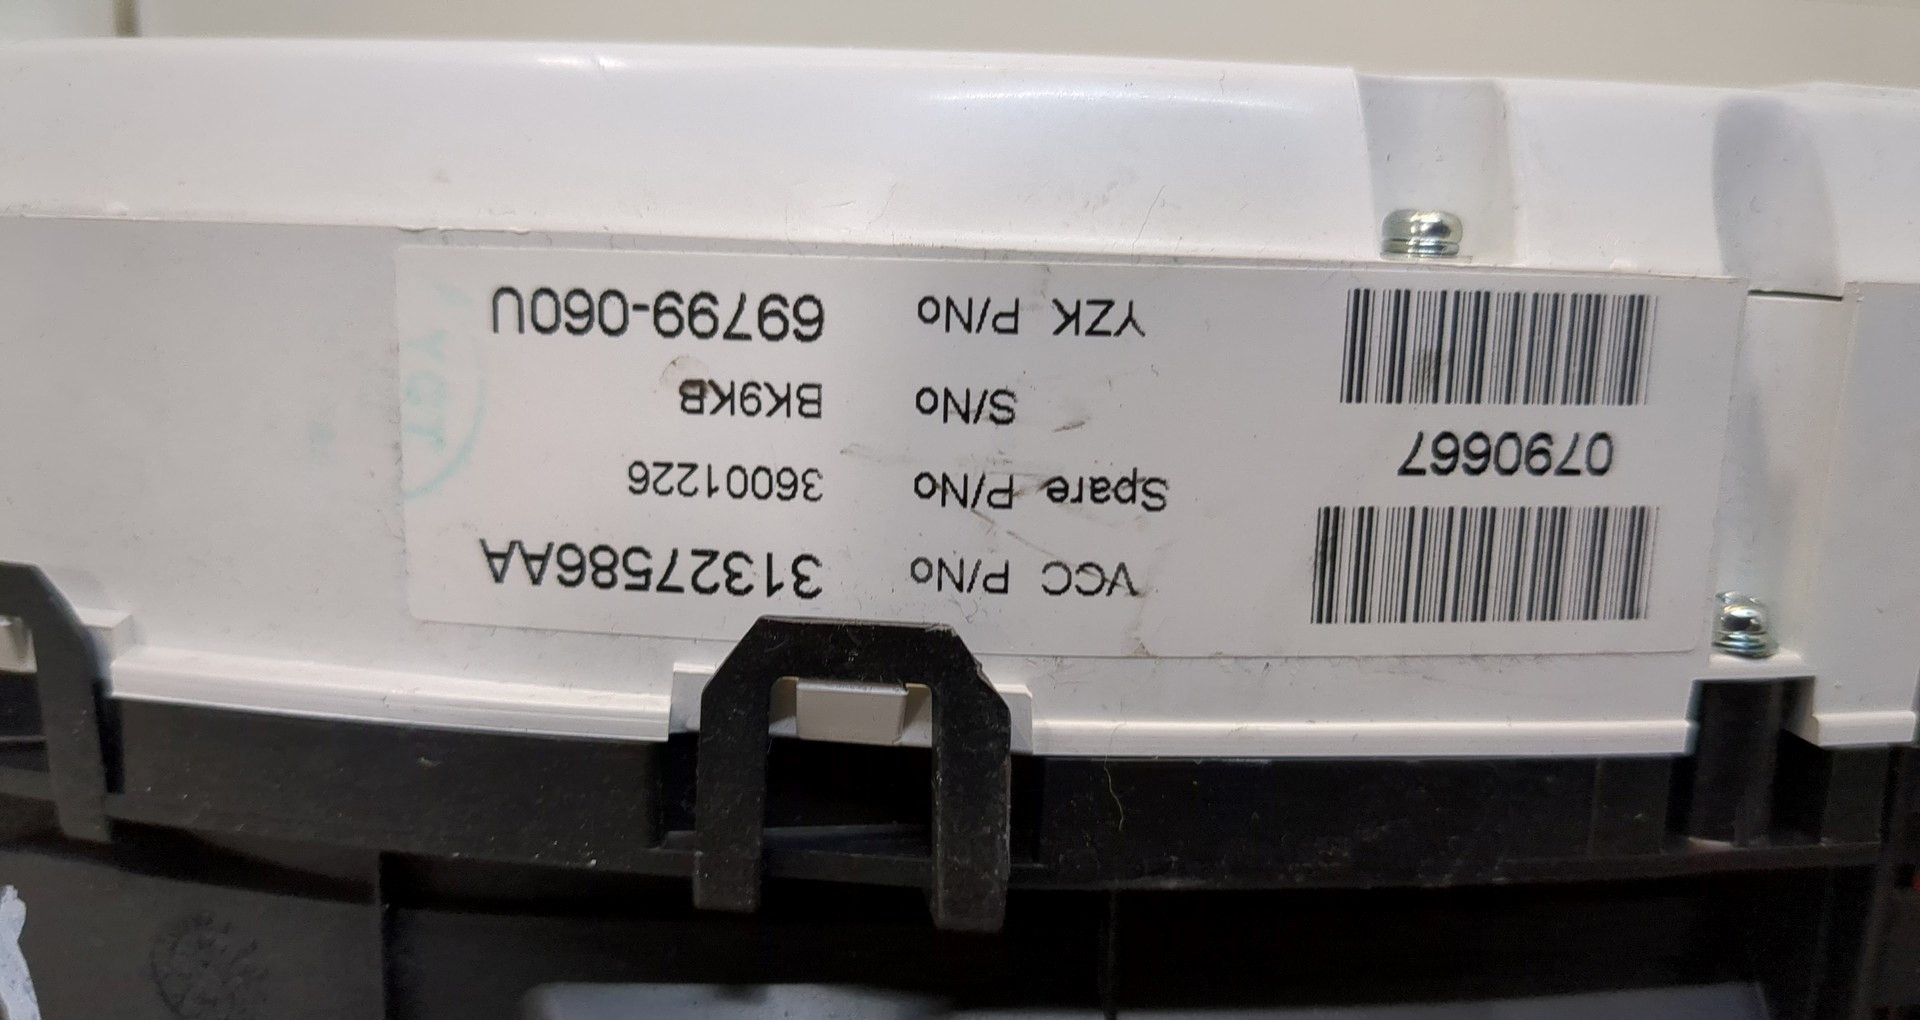 VCC P/No 31327586AA
Spare P/No 36001226
0790667
S/No BK9KB
YZK P/No 69799-060U